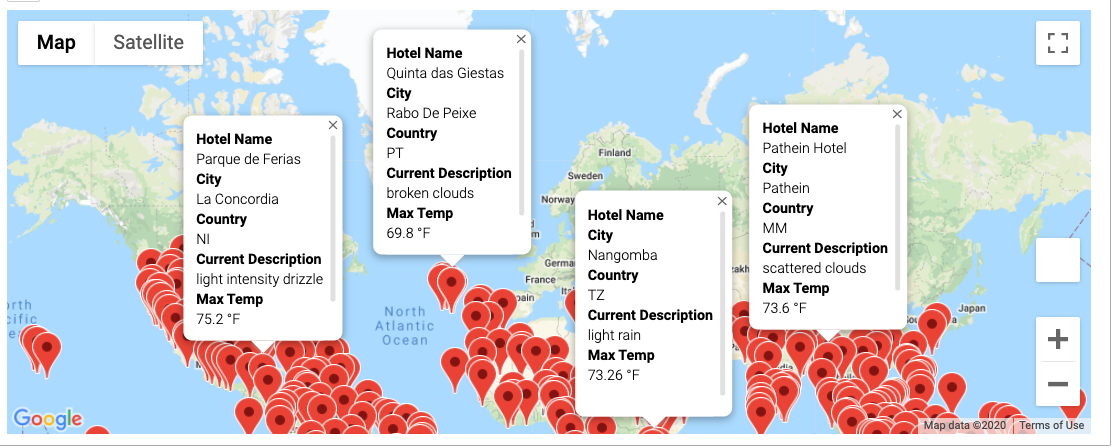 Map
Satellite
Hotel Name
Quinta das Giestas
City
Rabo De Peixe
Country
PT
Current Description
broken clouds
Max Temp
69.8 °F
Hotel Name
Parque de Ferias
City
La Concordia
Country
NI
Current Description
light intensity drizzle
Max Temp
75.2 °F
Hotel Name
Pathein Hotel
City
Pathein
Country
MM
Current Description
scattered clouds
Max Temp
73.6 °F
Hotel Name
City
Nangomba
Country
TZ
Current Description
light rain
Max Temp
73.26 °F
Finland
Sweden
Norway
France
North
Atlantic
Ocean
Japan
Google
Map data ©2020
Terms of Use